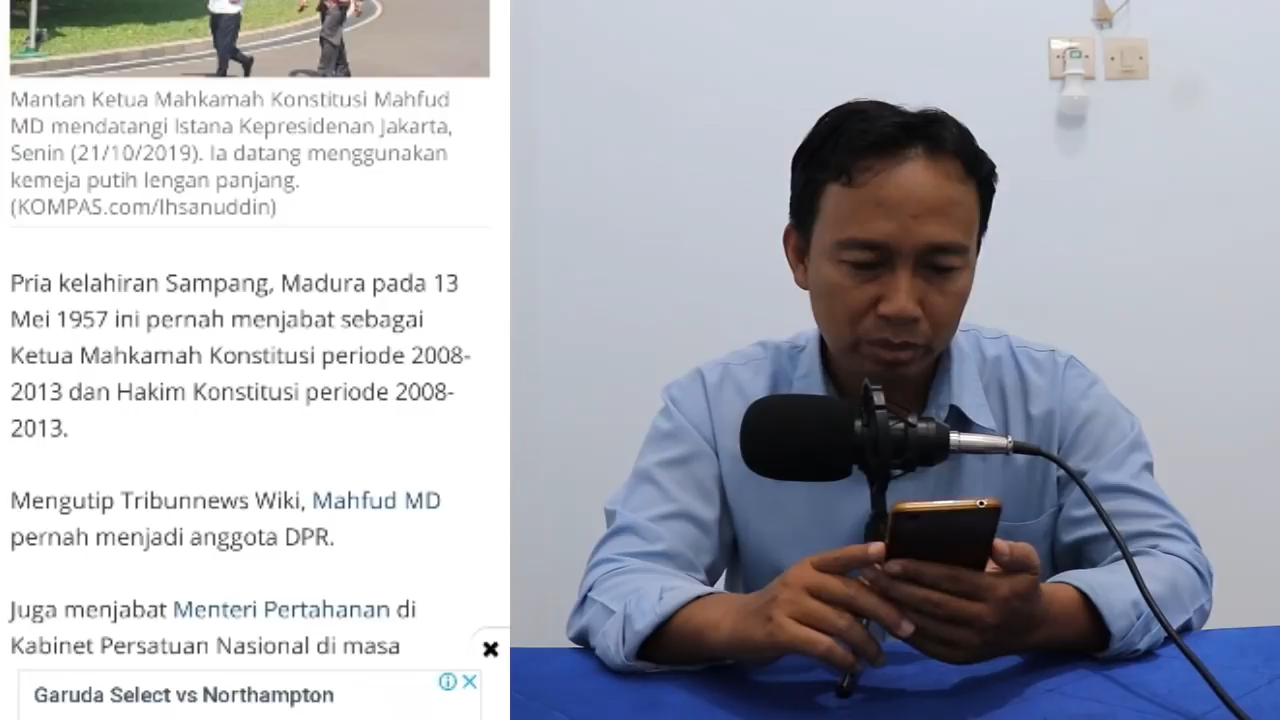 Mantan Ketua Mahkamah Konstitusi Mahfud
MD mendatangi Istana Kepresidenan Jakarta,
Senin (21/10/2019). Ia datang menggunakan
kemeja putih lengan panjang.
(KOMPAS.com/Ihsanuddin)
Pria kelahiran Sampang, Madura pada 13
Mei 1957 ini pernah menjabat sebagai
Ketua Mahkamah Konstitusi periode 2008-
2013 dan Hakim Konstitusi periode 2008-
2013.
Mengutip Tribunnews Wiki, Mahfud MD
pernah menjadi anggota DPR.
Juga menjabat Menteri Pertahanan di
Kabinet Persatuan Nasional di masa
Garuda Select vs Northampton